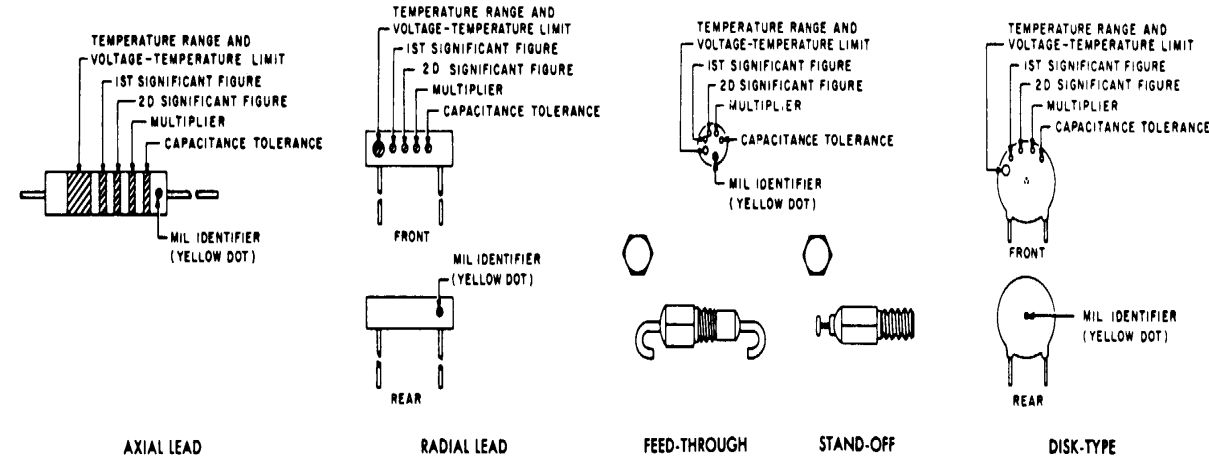 TEMPERATURE RANGE AND
VOLTAGE-TEMPERATURE LIMIT
1ST SIGNIFICANT FIGURE
2D SIGNIFICANT FIGURE
MULTIPLIER
CAPACITANCE TOLERANCE
MIL IDENTIFIER
(YELLOW DOT)
AXIAL LEAD
TEMPERATURE RANGE AND
VOLTAGE-TEMPERATURE LIMIT
1ST SIGNIFICANT FIGURE
2D SIGNIFICANT FIGURE
MULTIPLIER
CAPACITANCE TOLERANCE
FRONT
MIL IDENTIFIER
(YELLOW DOT)
REAR
RADIAL LEAD
TEMPERATURE RANGE AND
VOLTAGE-TEMPERATURE LIMIT
1ST SIGNIFICANT FIGURE
2D SIGNIFICANT FIGURE
MULTIPLIER
CAPACITANCE TOLERANCE
MIL IDENTIFIER
(YELLOW DOT)
FEED-THROUGH
STAND-OFF
TEMPERATURE RANGE AND
VOLTAGE-TEMPERATURE LIMIT
1ST SIGNIFICANT FIGURE
2D SIGNIFICANT FIGURE
MULTIPLIER
CAPACITANCE TOLERANCE
FRONT
MIL IDENTIFIER
(YELLOW DOT)
REAR
DISK-TYPE